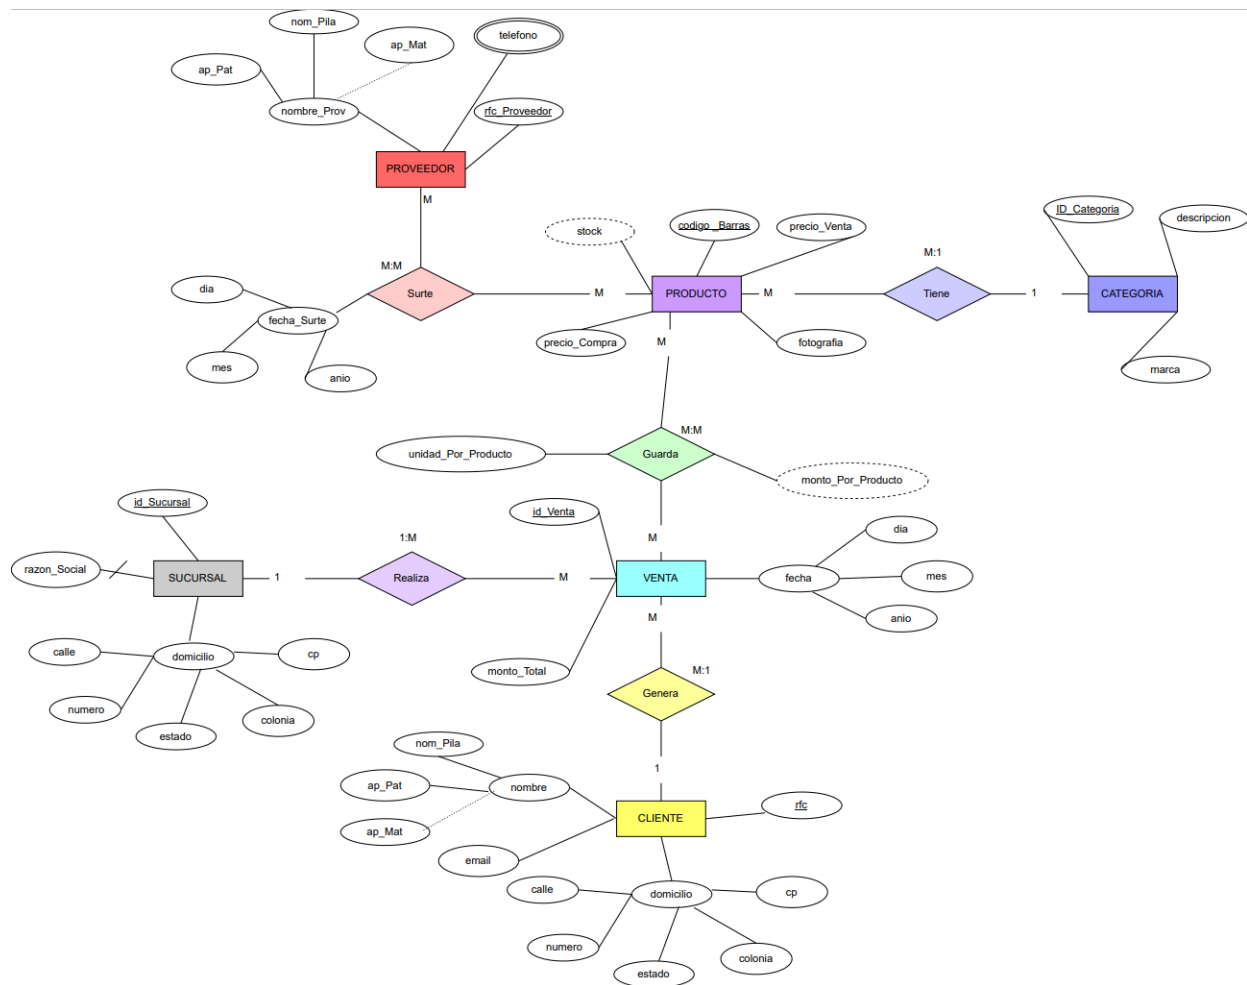 nom_Pila
telefono
ap_Mat
ap_Pat
nombre_Prov
rfc_Proveedor
PROVEEDOR
M
ID_Categoria
descripcion
stock
codigo _Barras
precio_Venta
M:M
M:1
dia
Surte
M
PRODUCTO
M
Tiene
1
CATEGORIA
fecha_Surte
precio_Compra
M
fotografia
mes
anio
marca
M:M
unidad_Por_Producto
Guarda
monto_Por_Producto
id_Sucursal
id_Venta
dia
1:M
M
razon_Social
SUCURSAL
1
Realiza
M
VENTA
fecha
mes
M
anio
calle
domicilio
cp
monto_Total
M:1
Genera
numero
estado
colonia
nom_Pila
1
ap_Pat
nombre
rfc
CLIENTE
ap_Mat
email
calle
domicilio
cp
numero
colonia
estado